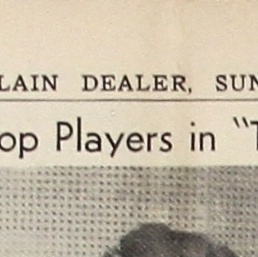 LAIN DEALER, SUN
op Players in "T